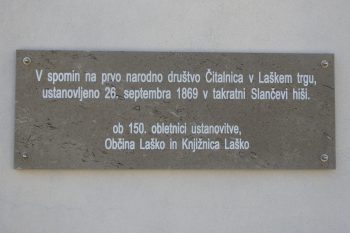 V spomin na prvo narodno društvo Čitalnica v Laškem trgu,
ustanovljeno 26. septembra 1869 v takratni Slančevi hiši.
ob 150. obletnici ustanovitve,
Občina Laško in Knjižnica Laško